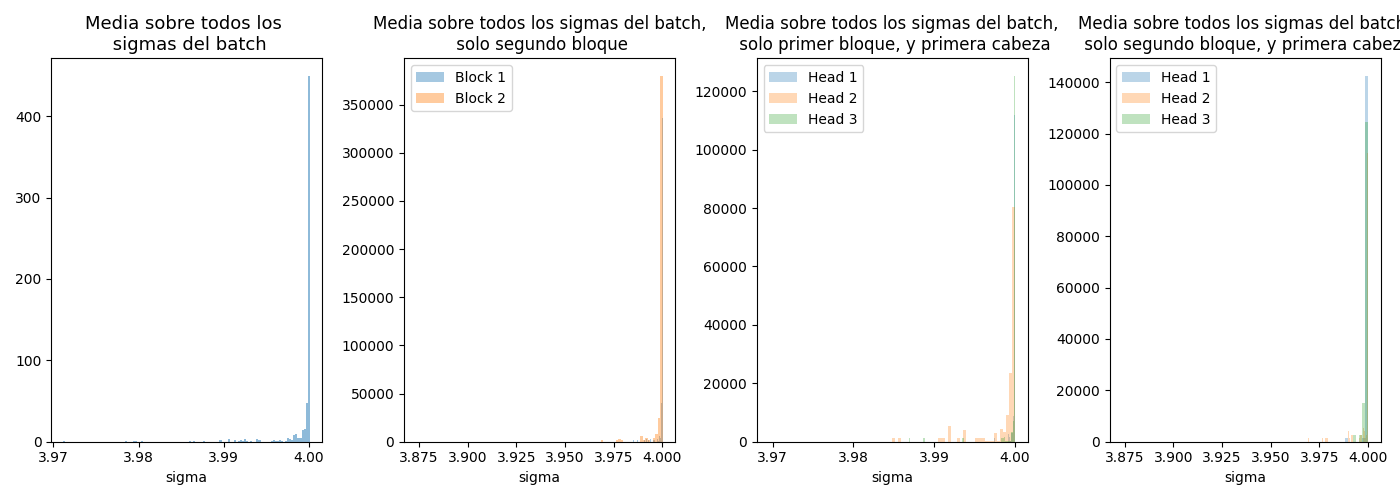 Media sobre todos los
sigmas del batch
400
300
200
100
0
3.97
3.98
3.99
4.00
sigma
Media sobre todos los sigmas del batch,
solo segundo bloque
Block 1
Block 2
350000
300000
250000
200000
150000
100000
50000
0
3.875
3.900
3.925
3.950
3.975
4.000
sigma
Media sobre todos los sigmas del batch,
solo primer bloque, y primera cabeza
Head 1
Head 2
Head 3
120000
100000
80000
60000
40000
20000
0
3.97
3.98
3.99
4.00
sigma
Media sobre todos los sigmas del batch
solo segundo bloque, y primera cabez
Head 1
Head 2
Head 3
140000
120000
100000
80000
60000
40000
20000
0
3.875
3.900
3.925
3.950
3.975
4.000
sigma